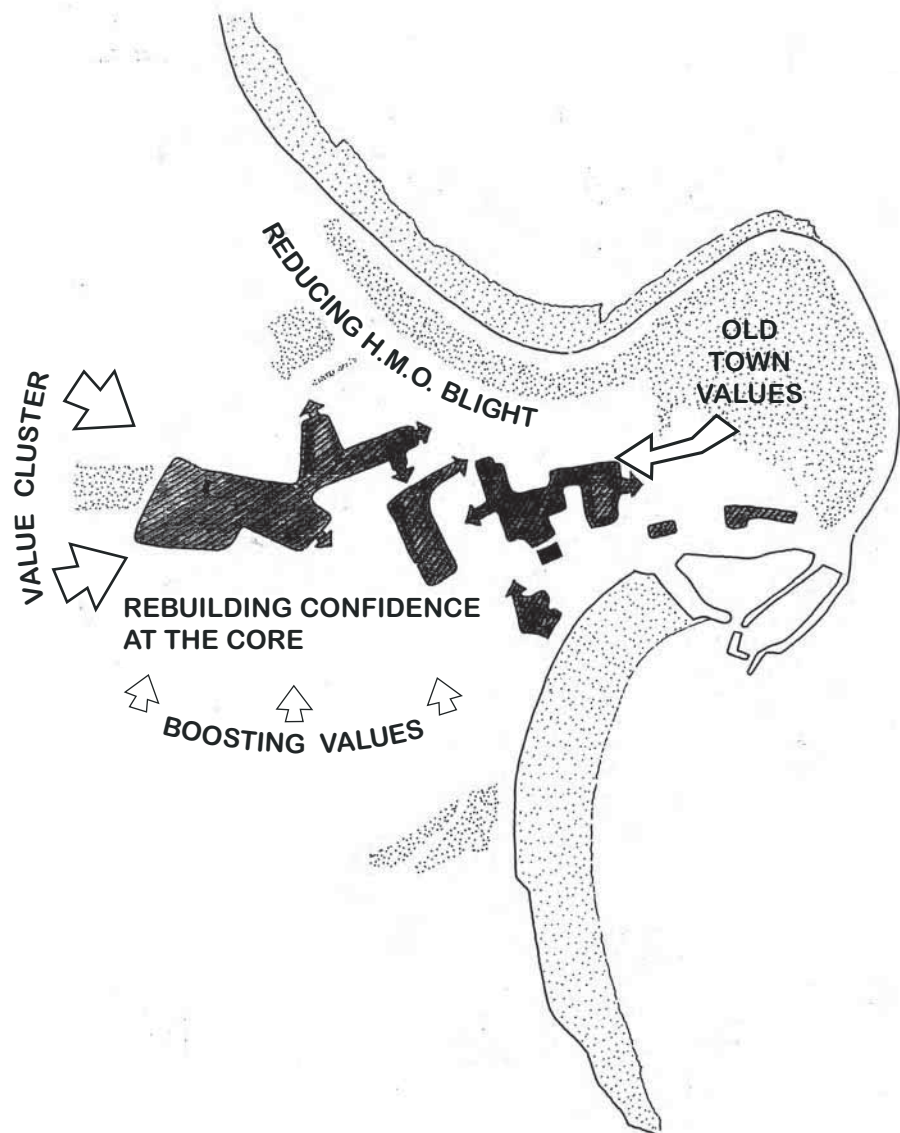 REDUCING H.M.O. BLIGHT
OLD
TOWN
VALUES
VALUE CLUSTER
REBUILDING CONFIDENCE
AT THE CORE
BOOSTING VALUES